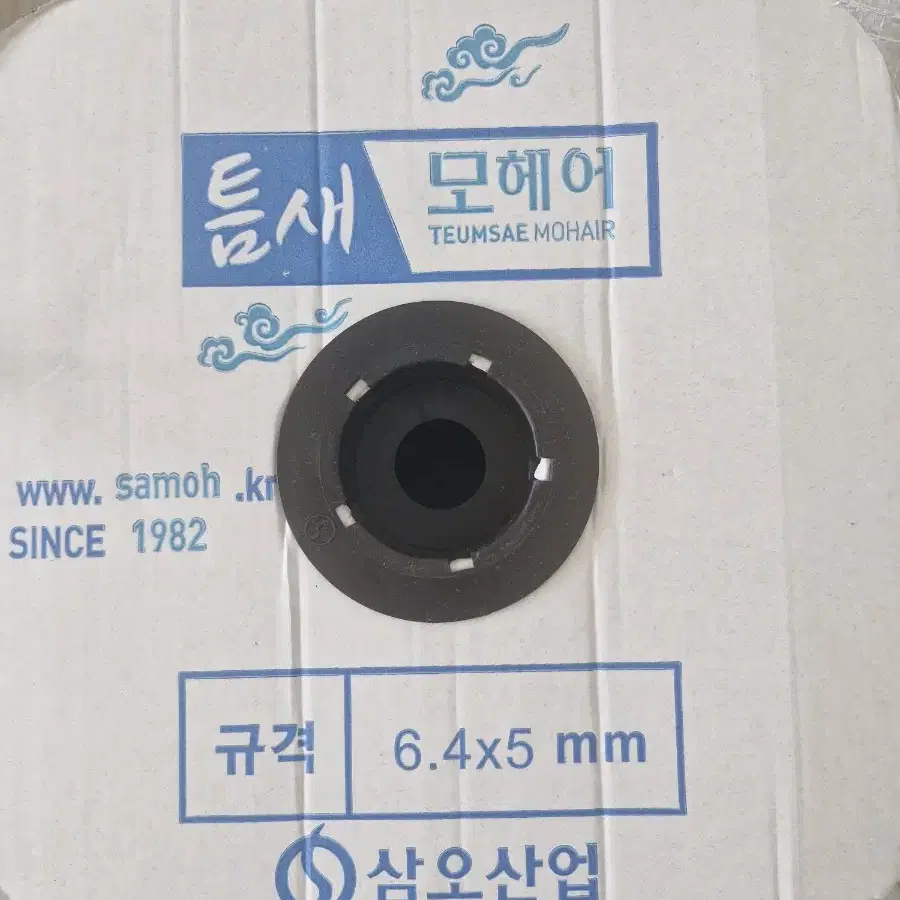 틈새 모헤어
TEUMSAE MOHAIR
www. samoh .kr
SINCE 1982
규격 6.4x5 mm
삼오산업